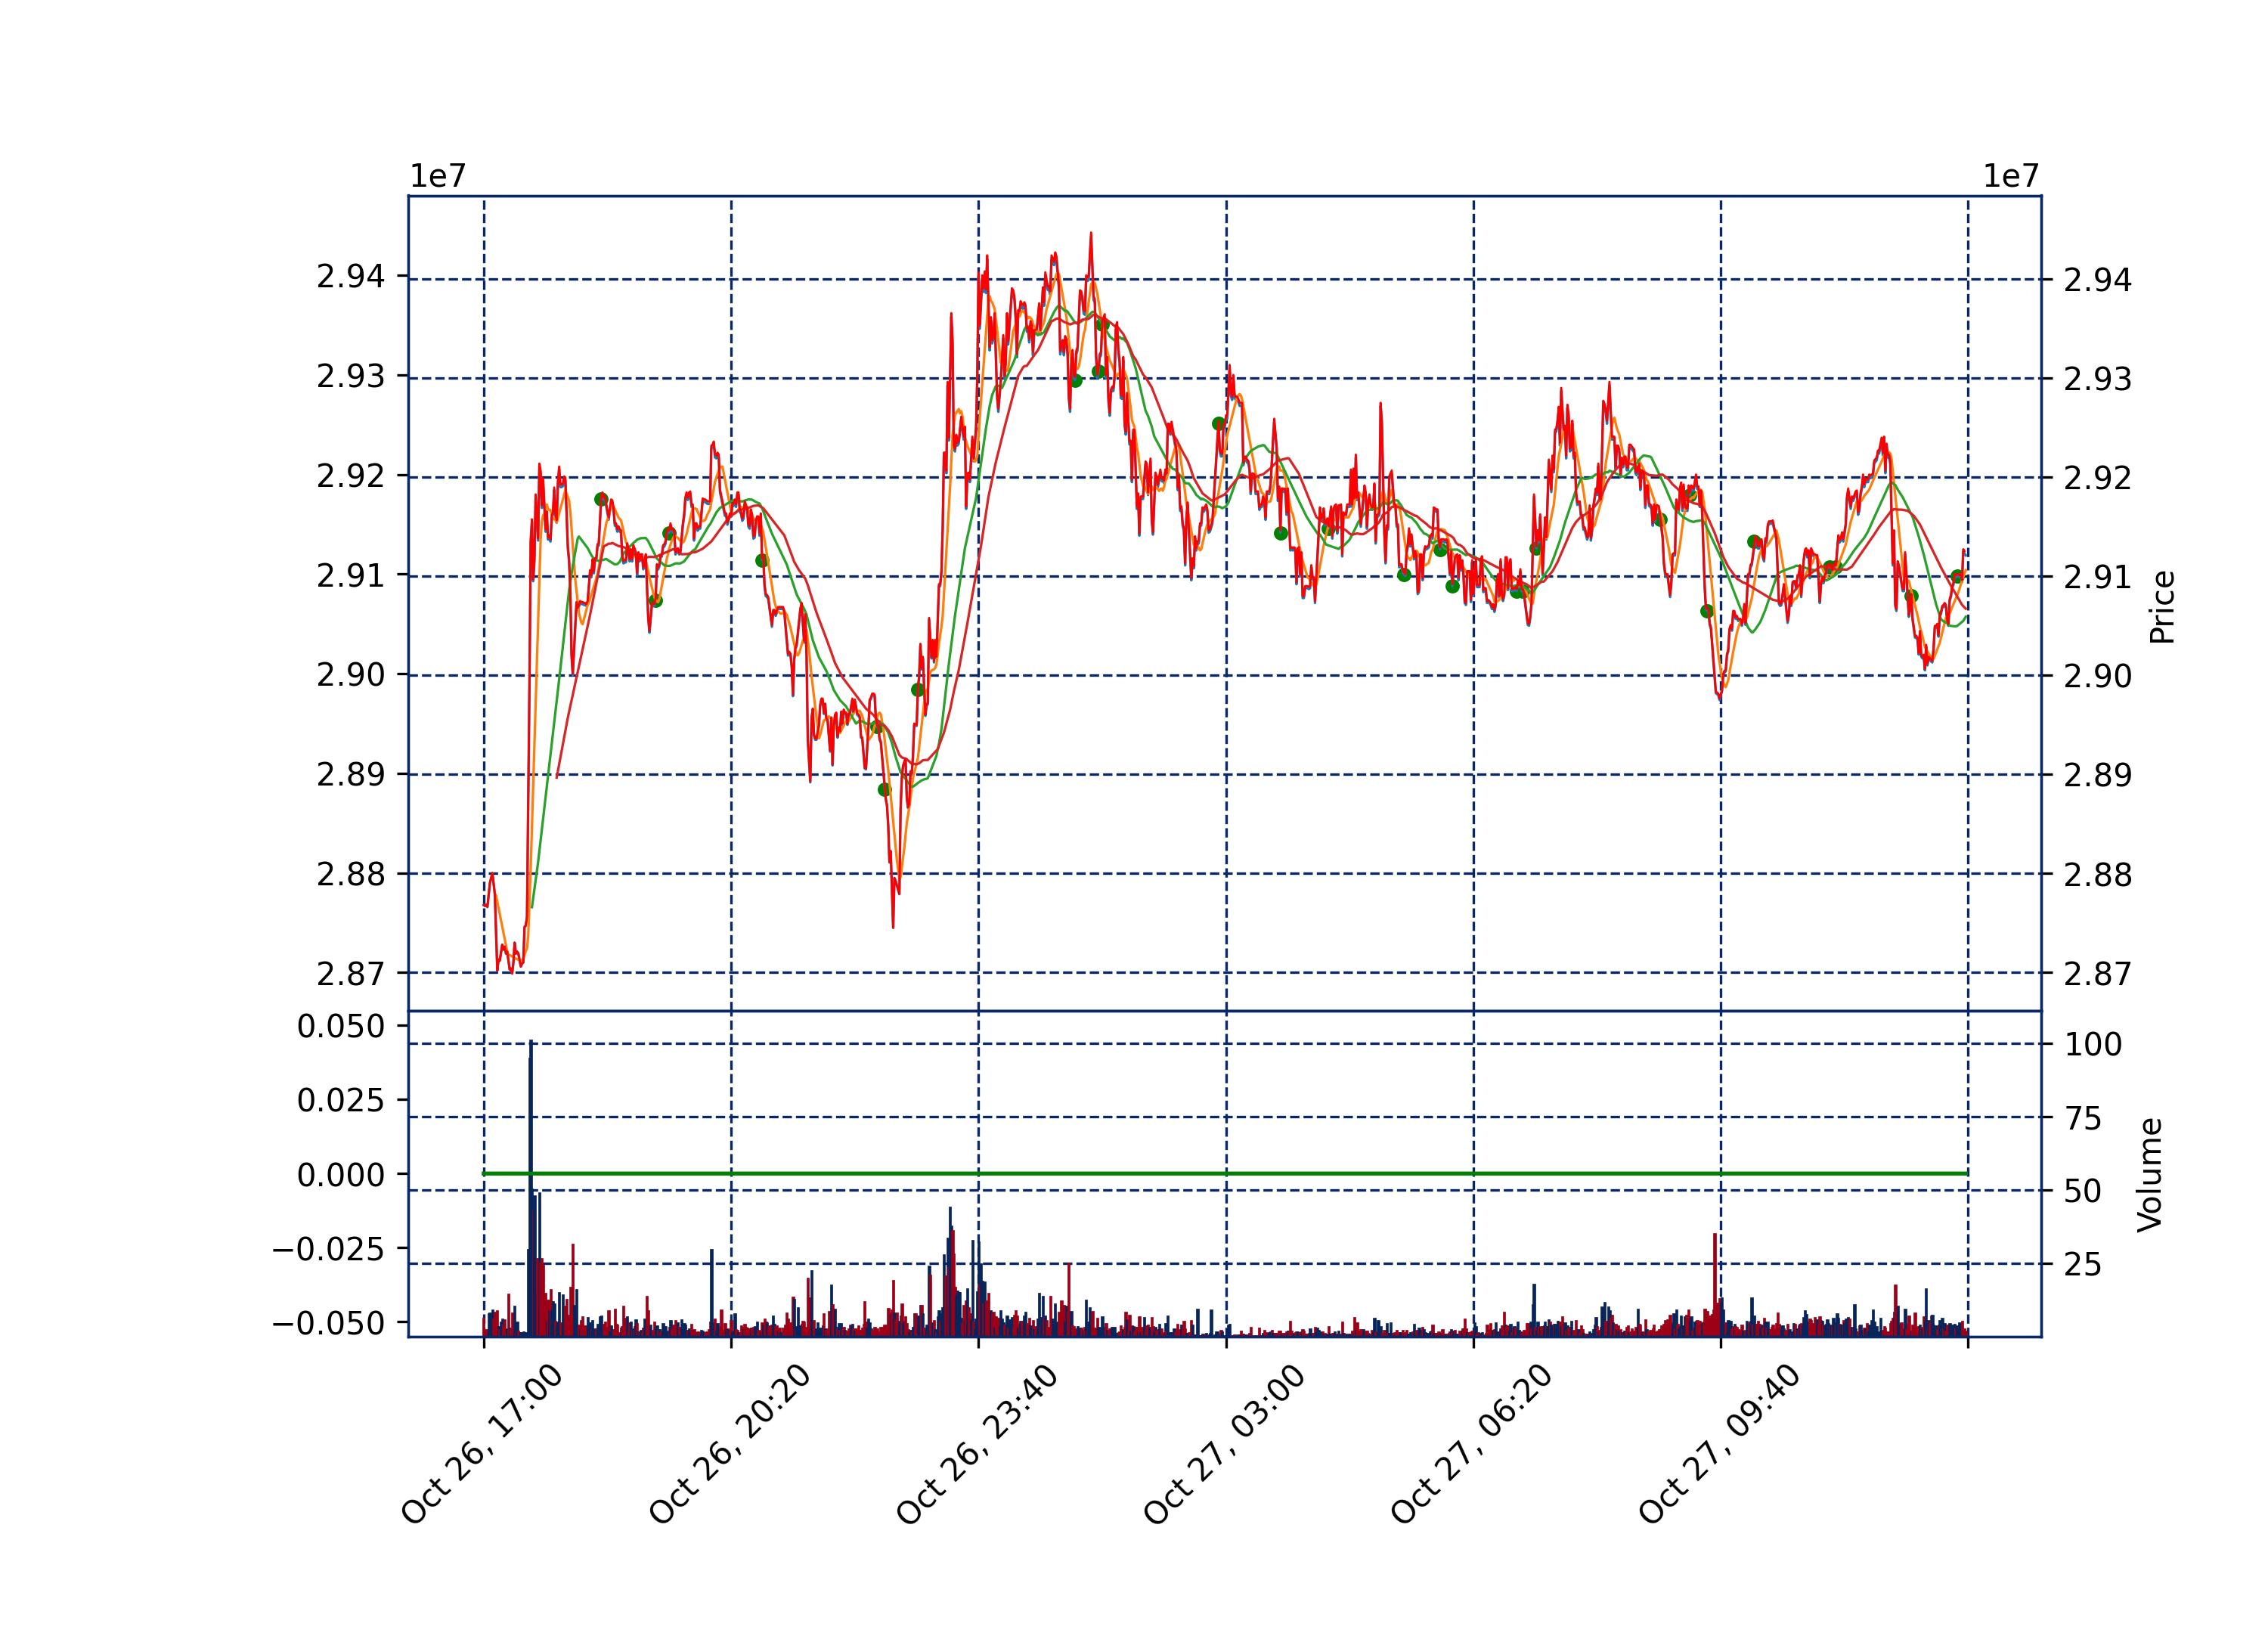 1e7
1e7
2.94
2.93
2.92
2.91
2.90
2.89
2.88
2.87
2.94
2.93
2.92
2.91
2.90
2.89
2.88
2.87
Price
0.050
0.025
0.000
−0.025
−0.050
100
75
50
25
Volume
Oct 26, 17:00
Oct 26, 20:20
Oct 26, 23:40
Oct 27, 03:00
Oct 27, 06:20
Oct 27, 09:40